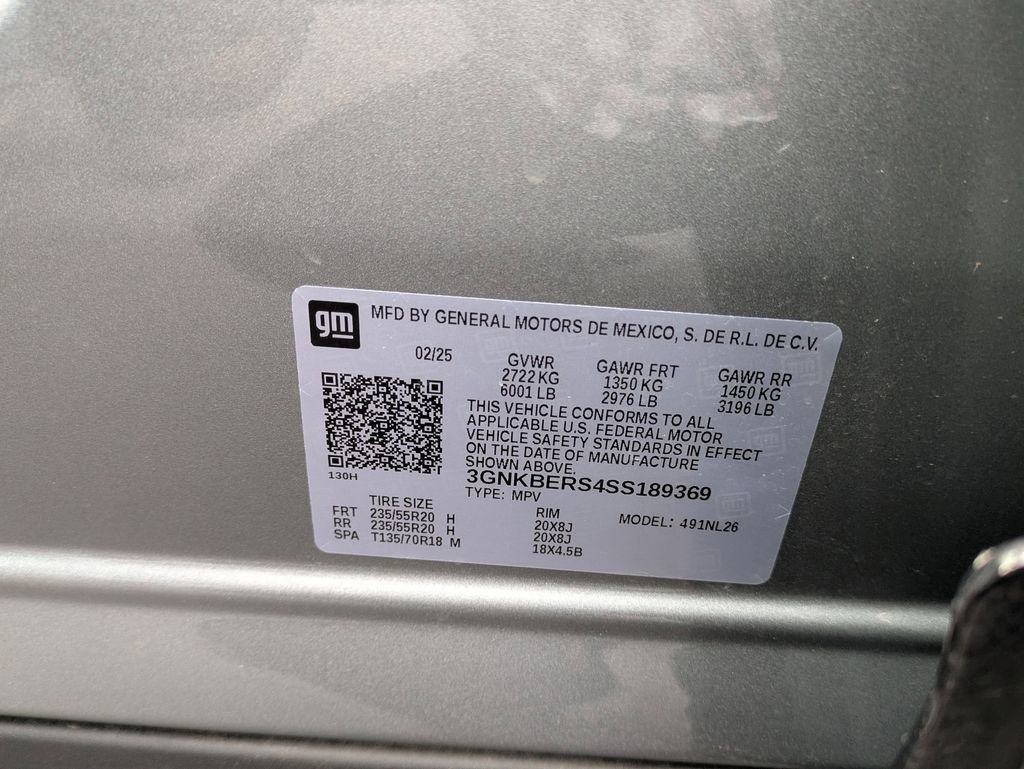 gm
MFD BY GENERAL MOTORS DE MEXICO, S. DE R.L. DE C.V.
02/25
GVWR GAWR FRT GAWR RR
2722 KG 1350 KG 1450 KG
6001 LB 2976 LB 3196 LB
THIS VEHICLE CONFORMS TO ALL
APPLICABLE U.S. FEDERAL MOTOR
VEHICLE SAFETY STANDARDS IN EFFECT
ON THE DATE OF MANUFACTURE
SHOWN ABOVE.
130H
3GNKBERS4SS189369
TYPE: MPV
TIRE SIZE RIM MODEL: 491NL26
FRT 235/55R20 H 20X8J
RR 235/55R20 H 20X8J
SPA T135/70R18 M 18X4.5B